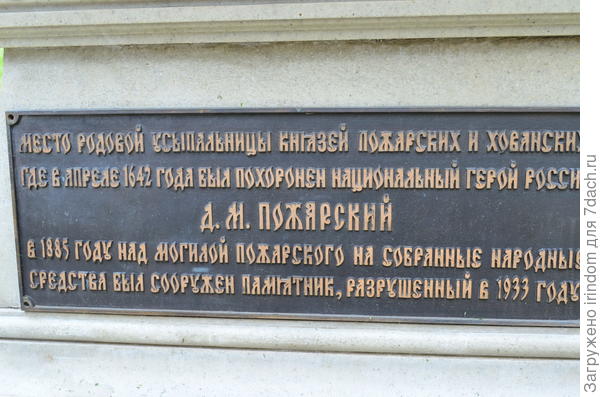 МЕСТО РОДОВОЙ УСЫПАЛЬНИЦЫ КНЯЗЕЙ ПОЖАРСКИХ И ХОВАНСКИХ
ГДЕ В АПРЕЛЕ 1642 ГОДА БЫЛ ПОХОРОНЕН НАЦИОНАЛЬНЫЙ ГЕРОЙ РОССИ
Д. М. ПОЖАРСКИЙ
В 1885 ГОДУ НАД МОГИЛОЙ ПОЖАРСКОГО НА СОБРАННЫЕ НАРОДНЫЕ
СРЕДСТВА БЫЛ СООРУЖЕН ПАМЯТНИК, РАЗРУШЕННЫЙ В 1933 ГОДУ
Загружено irindom для 7dach.ru